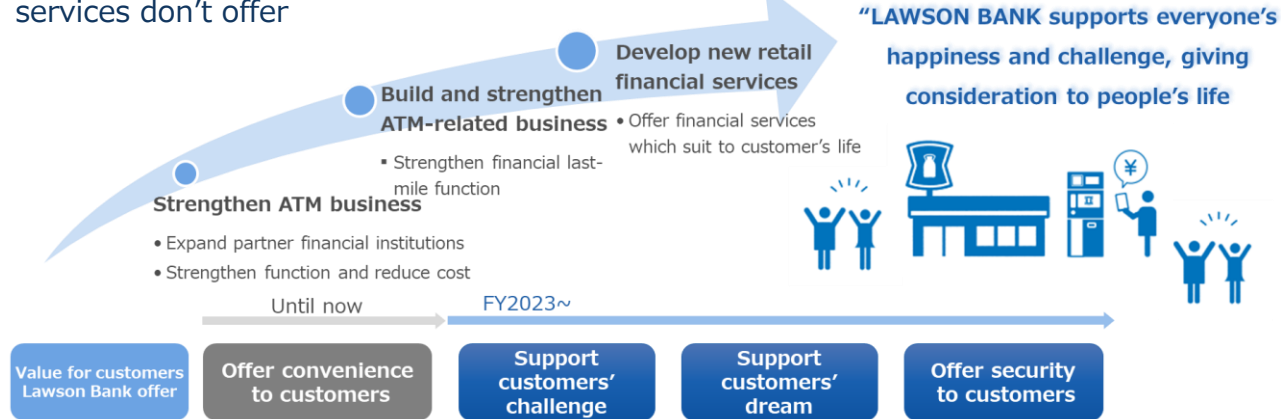 services don’t offer
“LAWSON BANK supports everyone’s
happiness and challenge, giving
consideration to people’s life
Develop new retail
financial services
• Offer financial services
which suit to customer’s life
Build and strengthen
ATM-related business
▪ Strengthen financial last-
mile function
Strengthen ATM business
• Expand partner financial institutions
• Strengthen function and reduce cost
¥
Until now
FY2023~
Value for customers
Lawson Bank offer
Offer convenience
to customers
Support
customers’
challenge
Support
customers’
dream
Offer security
to customers